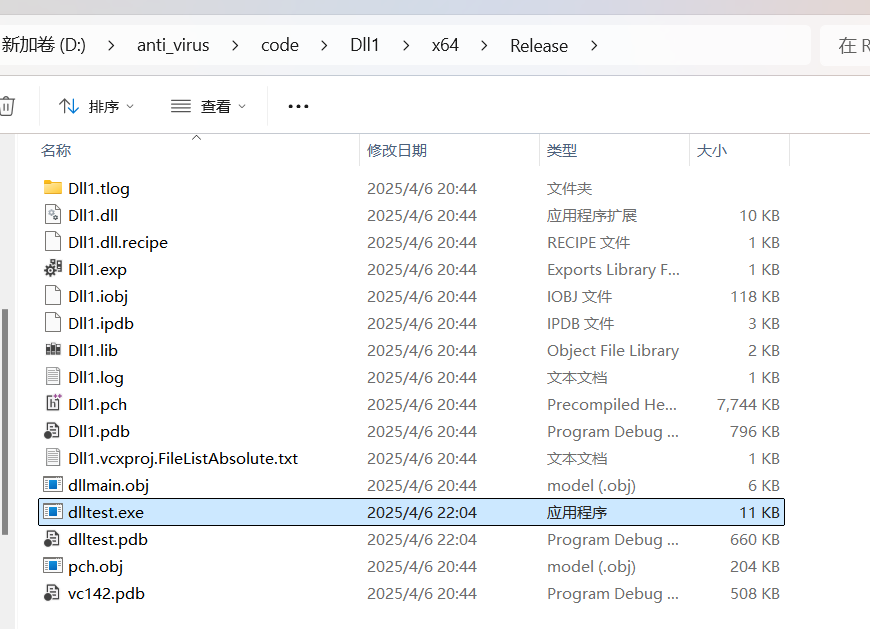 新加卷 (D:) > anti_virus > code > Dll1 > x64 > Release >
在 R
排序 查看 •••
名称 修改日期 类型 大小
Dll1.tlog 2025/4/6 20:44 文件夹
Dll1.dll 2025/4/6 20:44 应用程序扩展 10 KB
Dll1.dll.recipe 2025/4/6 20:44 RECIPE 文件 1 KB
Dll1.exp 2025/4/6 20:44 Exports Library F... 1 KB
Dll1.iobj 2025/4/6 20:44 IOBJ 文件 118 KB
Dll1.ipdb 2025/4/6 20:44 IPDB 文件 3 KB
Dll1.lib 2025/4/6 20:44 Object File Library 2 KB
Dll1.log 2025/4/6 20:44 文本文档 1 KB
Dll1.pch 2025/4/6 20:44 Precompiled He... 7,744 KB
Dll1.pdb 2025/4/6 20:44 Program Debug ... 796 KB
Dll1.vcxproj.FileListAbsolute.txt 2025/4/6 20:44 文本文档 1 KB
dllmain.obj 2025/4/6 20:44 model (.obj) 6 KB
dlltest.exe 2025/4/6 22:04 应用程序 11 KB
dlltest.pdb 2025/4/6 22:04 Program Debug ... 660 KB
pch.obj 2025/4/6 20:44 model (.obj) 204 KB
vc142.pdb 2025/4/6 20:44 Program Debug ... 508 KB